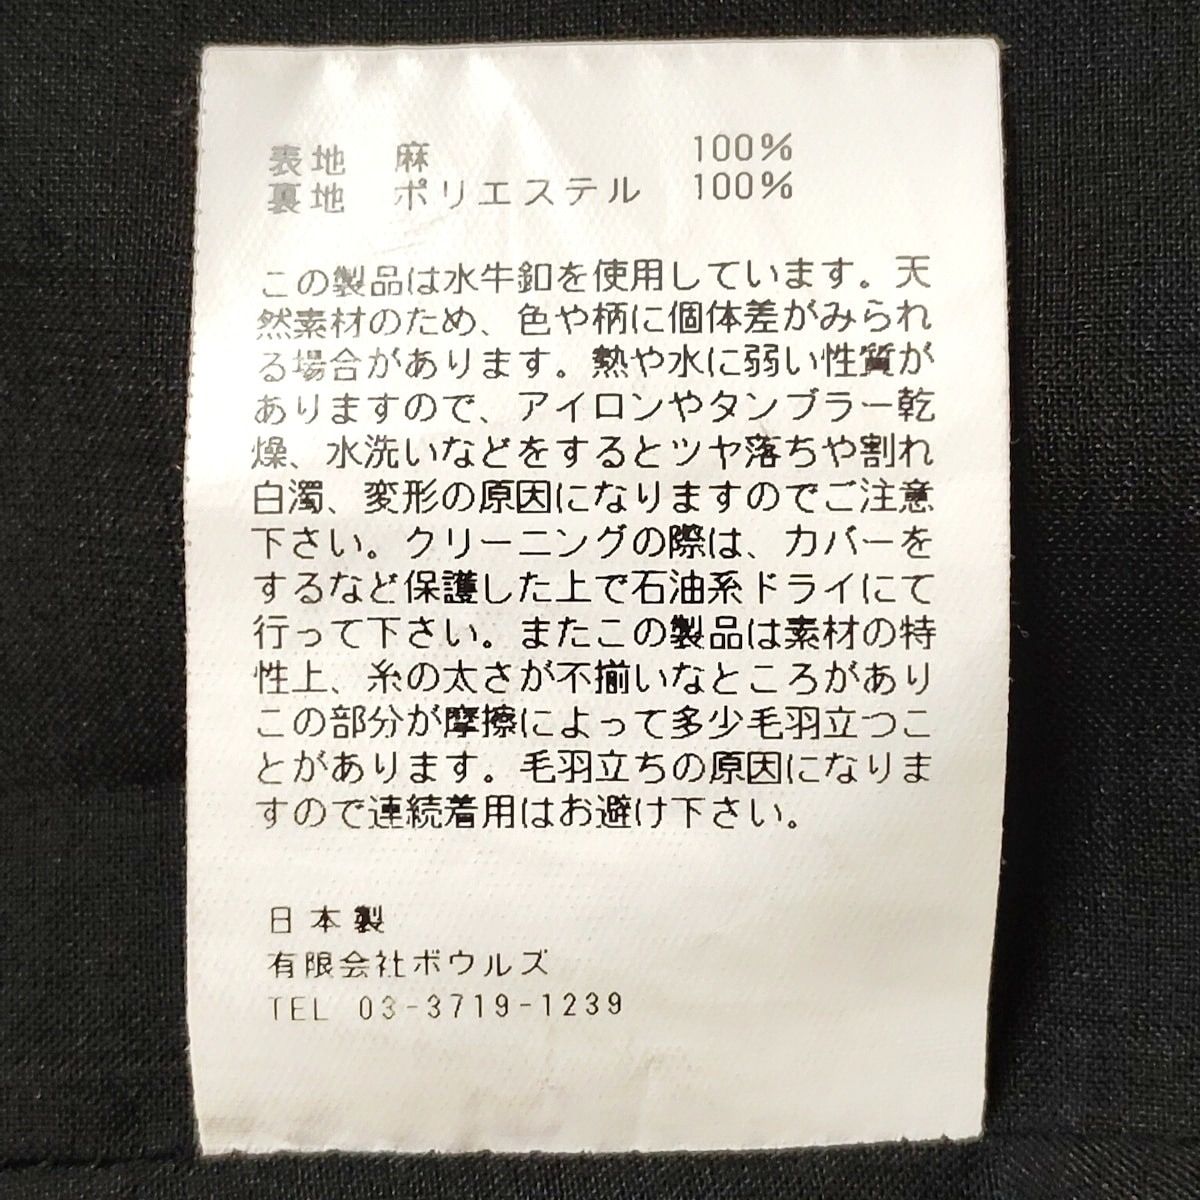 表地　麻　100%
裏地　ポリエステル　100%
この製品は水牛釦を使用しています。天
然素材のため、色や柄に個体差がみられ
る場合があります。熱や水に弱い性質が
ありますので、アイロンやタンブラー乾
燥、水洗いなどをするとツヤ落ちや割れ
白濁、変形の原因になりますのでご注意
下さい。クリーニングの際は、カバーを
するなど保護した上で石油系ドライにて
行って下さい。またこの製品は素材の特
性上、糸の太さが不揃いなところがあり
この部分が摩擦によって多少毛羽立つこ
とがあります。毛羽立ちの原因になりま
すので連続着用はお避け下さい。
日本製
有限会社ボウルズ
TEL 03-3719-1239